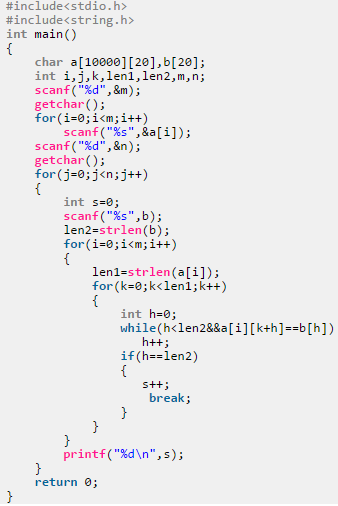 #include<stdio.h>
#include<string.h>
int main()
{
    char a[10000][20],b[20];
    int i,j,k,len1,len2,m,n;
    scanf("%d",&m);
    getchar();
    for(i=0;i<m;i++)
        scanf("%s",&a[i]);
    scanf("%d",&n);
    getchar();
    for(j=0;j<n;j++)
    {
        int s=0;
        scanf("%s",b);
        len2=strlen(b);
        for(i=0;i<m;i++)
        {
            len1=strlen(a[i]);
            for(k=0;k<len1;k++)
            {
                int h=0;
                while(h<len2&&a[i][k+h]==b[h])
                   h++;
                if(h==len2)
                {
                   s++;
                    break;
                }
            }
        }
        printf("%d\n",s);
    }
    return 0;
}